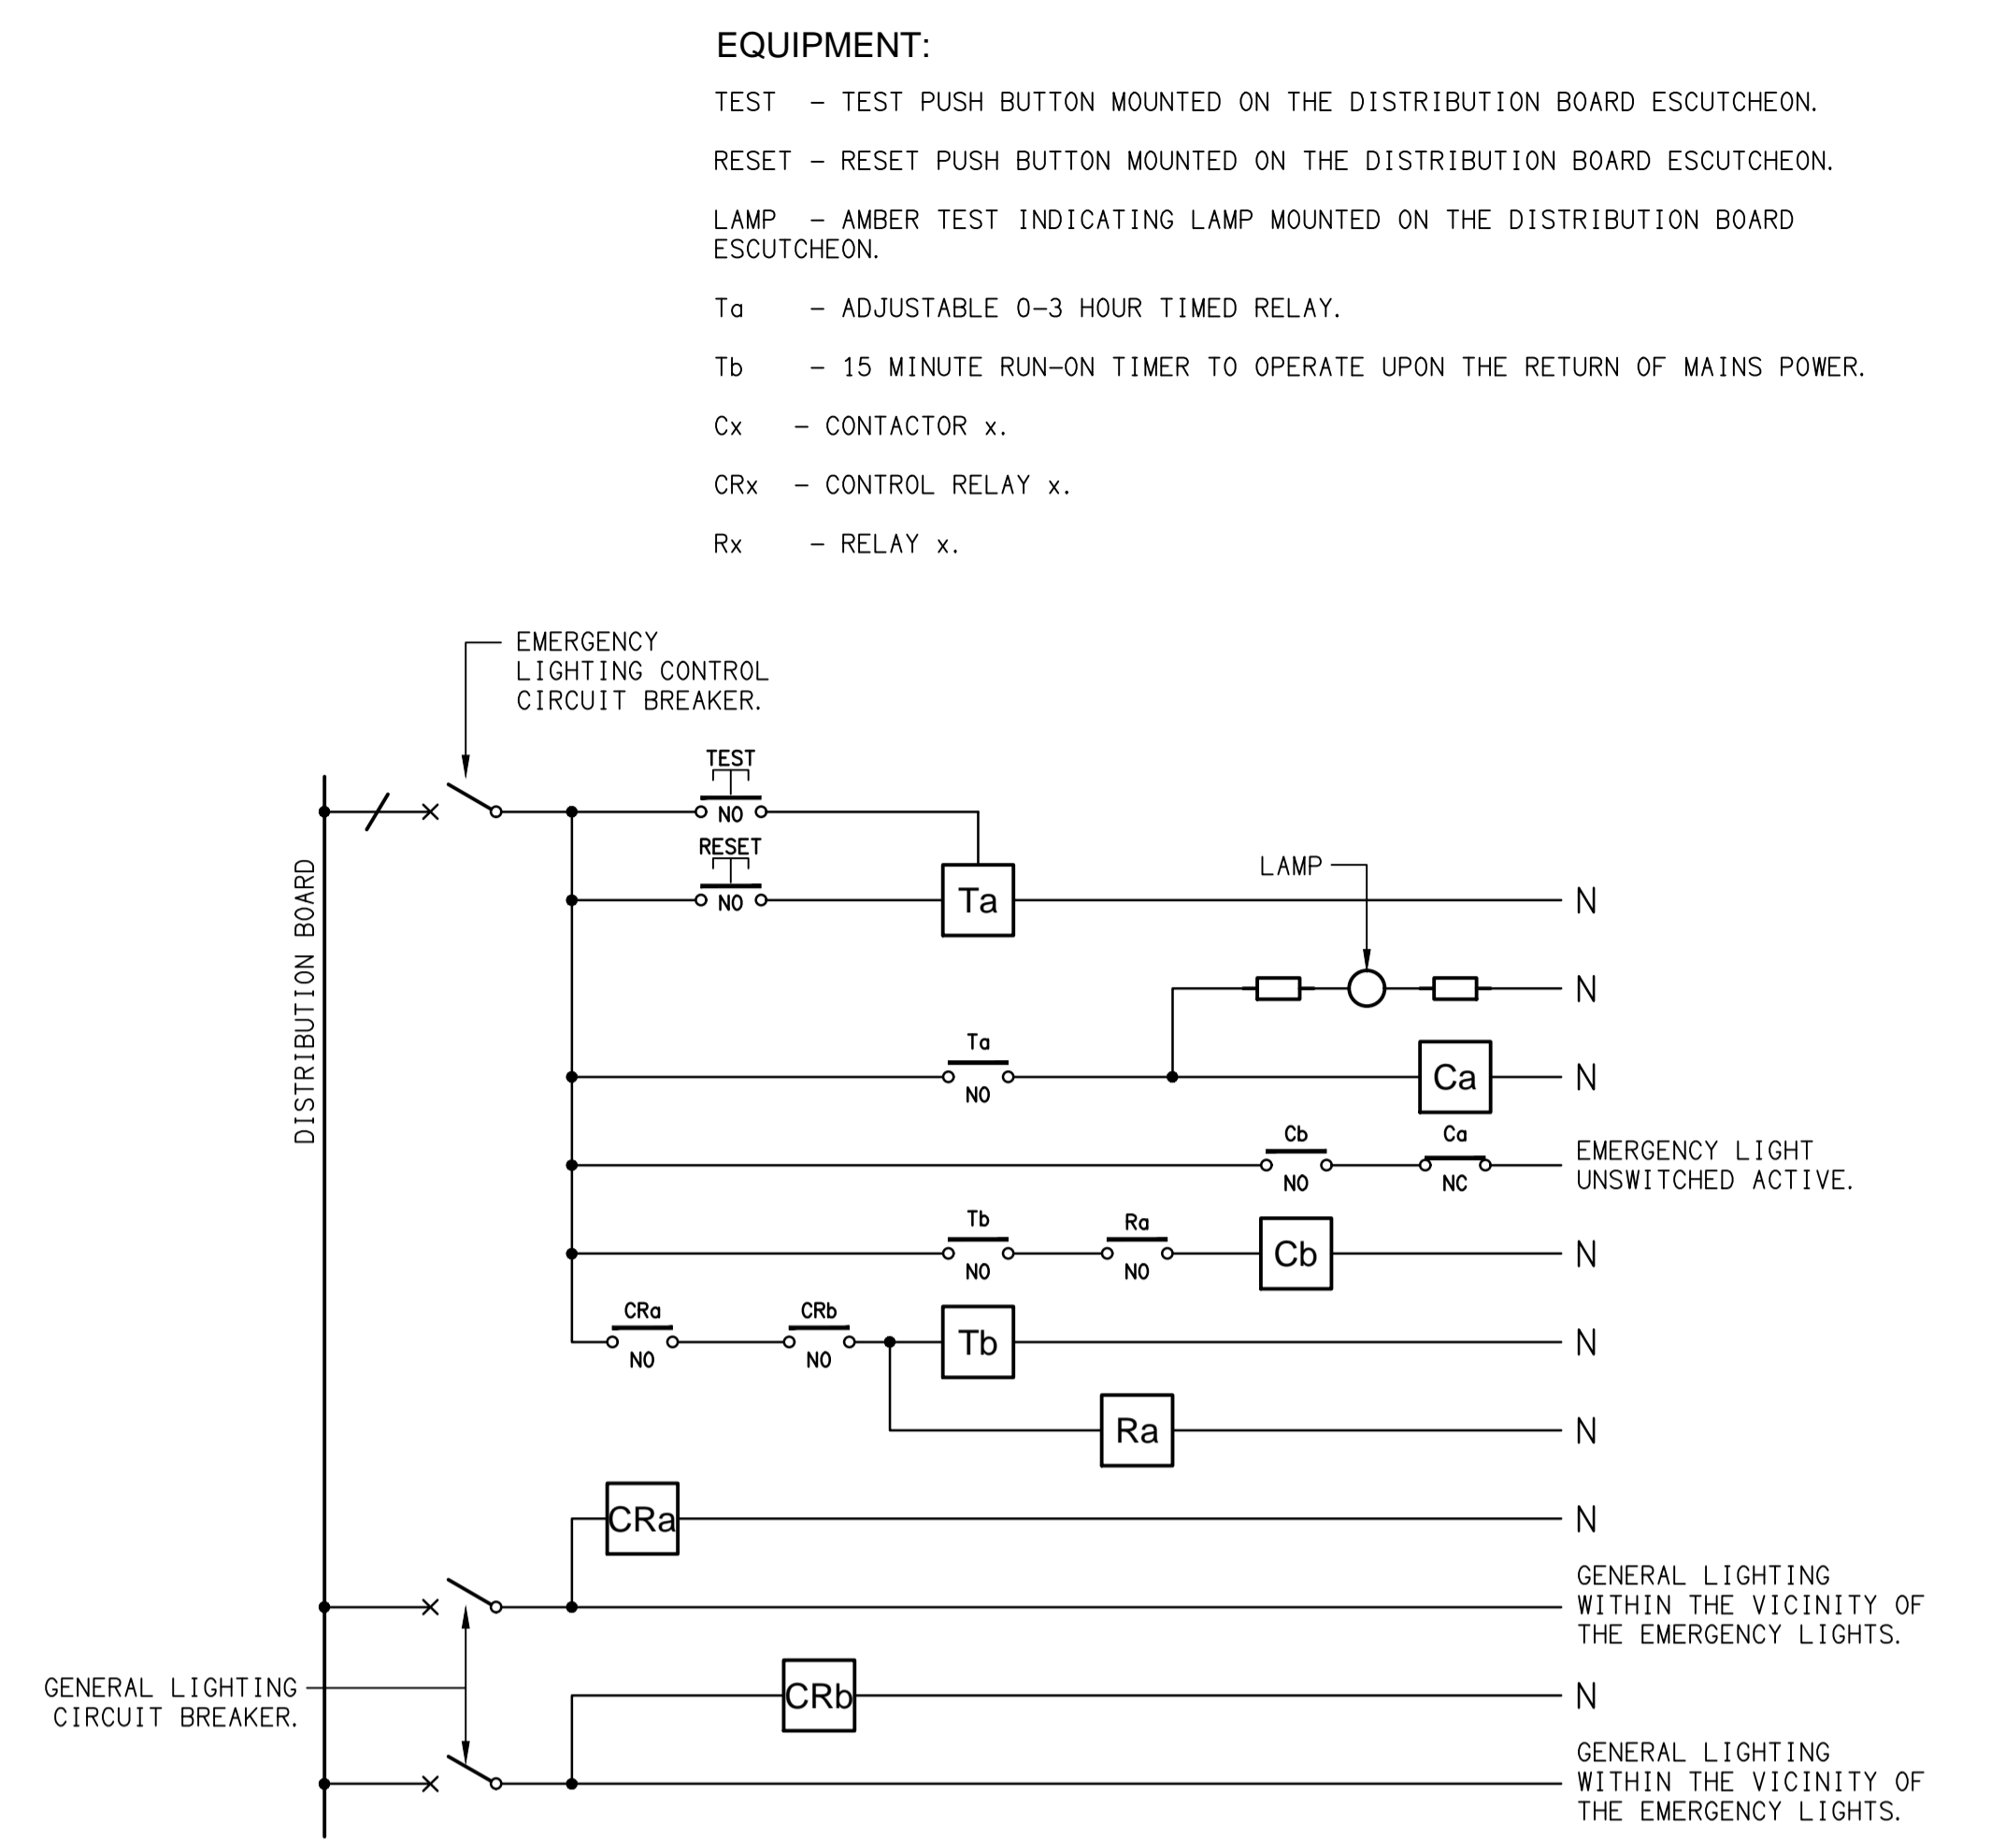 EQUIPMENT:
TEST – TEST PUSH BUTTON MOUNTED ON THE DISTRIBUTION BOARD ESCUTCHEON.
RESET – RESET PUSH BUTTON MOUNTED ON THE DISTRIBUTION BOARD ESCUTCHEON.
LAMP – AMBER TEST INDICATING LAMP MOUNTED ON THE DISTRIBUTION BOARD
ESCUTCHEON.
Ta – ADJUSTABLE 0–3 HOUR TIMED RELAY.
Tb – 15 MINUTE RUN–ON TIMER TO OPERATE UPON THE RETURN OF MAINS POWER.
Cx – CONTACTOR x.
CRx – CONTROL RELAY x.
Rx – RELAY x.
EMERGENCY
LIGHTING CONTROL
CIRCUIT BREAKER.
TEST
NO
RESET
NO
Ta
N
LAMP
N
DISTRIBUTION BOARD
Ta
NO
Ca
N
Cb
NO
Ca
NC
EMERGENCY LIGHT
UNSWITCHED ACTIVE.
Tb
NO
Ra
NO
Cb
N
CRa
NO
CRb
NO
Tb
N
Ra
N
CRa
N
GENERAL LIGHTING
WITHIN THE VICINITY OF
THE EMERGENCY LIGHTS.
GENERAL LIGHTING
CIRCUIT BREAKER.
CRb
N
GENERAL LIGHTING
WITHIN THE VICINITY OF
THE EMERGENCY LIGHTS.